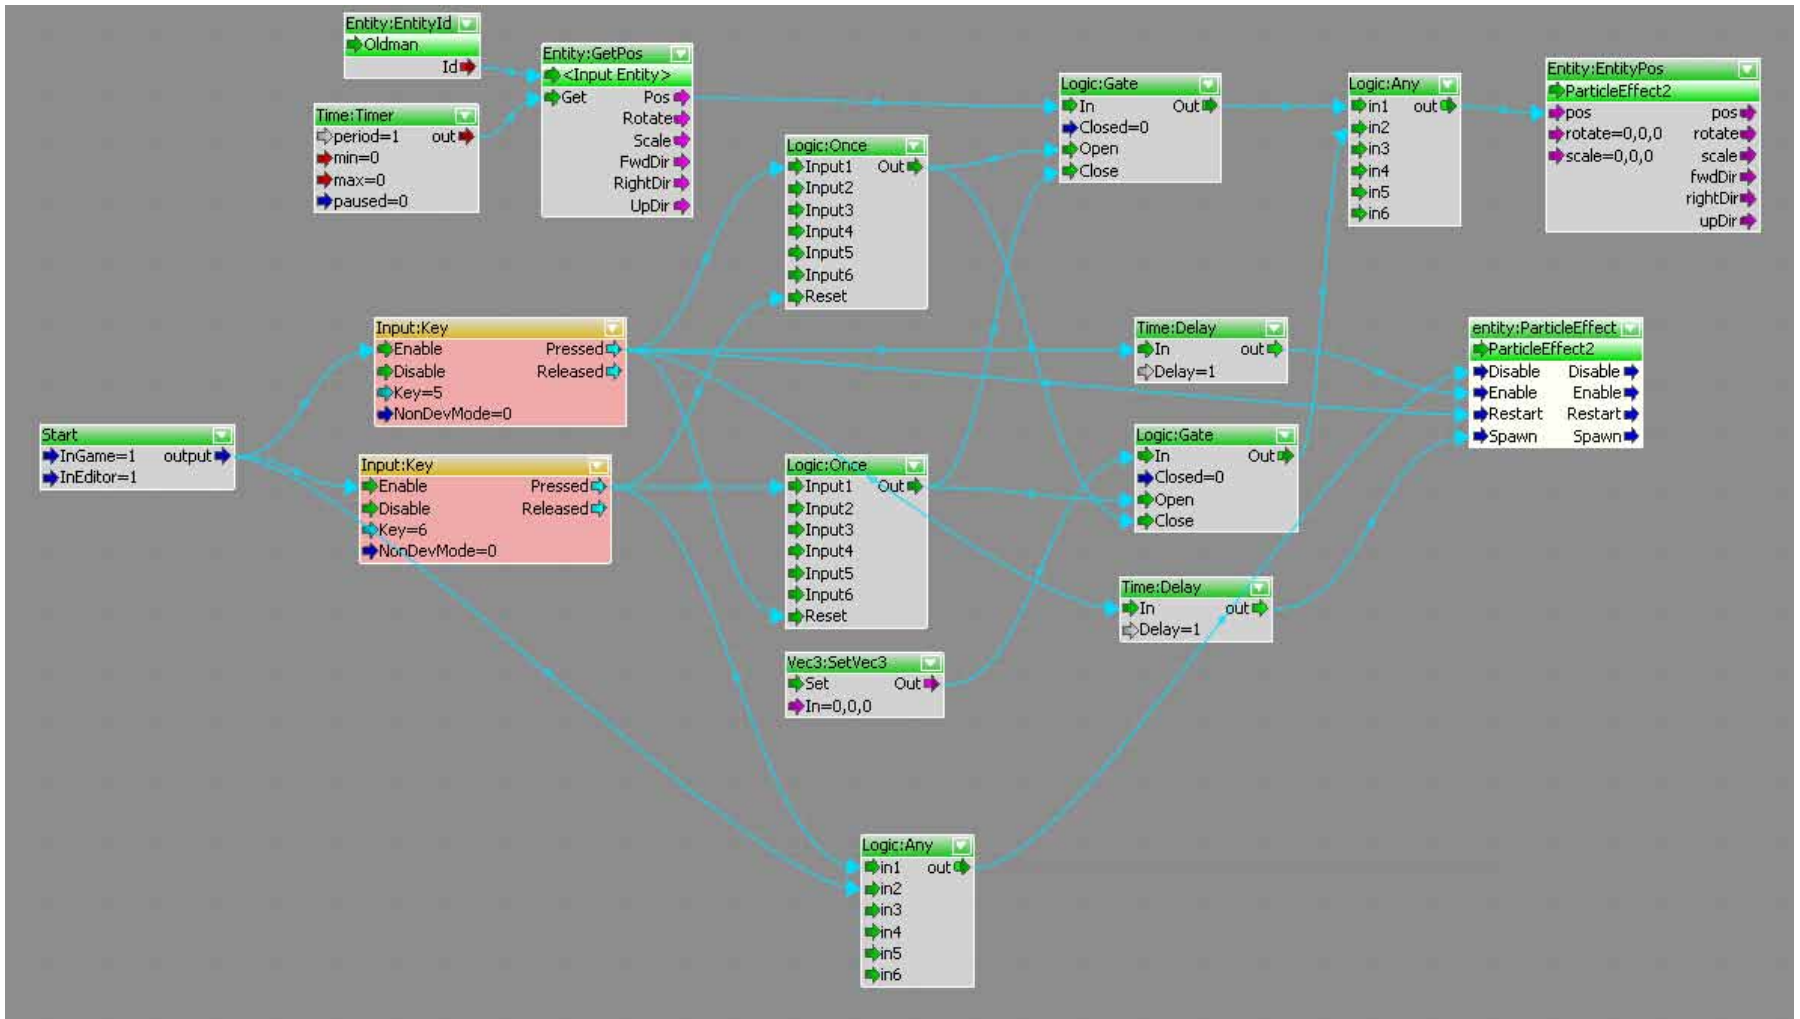 Entity:EntityId
Oldman
Id
Time:Timer
period=1 out
min=0
max=0
paused=0
Entity:GetPos
<Input Entity>
Get Pos
Rotate
Scale
FwdDir
RightDir
UpDir
Logic:Once
Input1 Out
Input2
Input3
Input4
Input5
Input6
Reset
Logic:Gate
In Out
Closed=0
Open
Close
Logic:Any
in1 out
in2
in3
in4
in5
in6
Entity:EntityPos
ParticleEffect2
pos pos
rotate=0,0,0 rotate
scale=0,0,0 scale
fwdDir
rightDir
upDir
Input:Key
Enable Pressed
Disable Released
Key=5
NonDevMode=0
Time:Delay
In out
Delay=1
entity:ParticleEffect
ParticleEffect2
Disable Disable
Enable Enable
Restart Restart
Spawn Spawn
Start
InGame=1 output
InEditor=1
Input:Key
Enable Pressed
Disable Released
Key=6
NonDevMode=0
Logic:Once
Input1 Out
Input2
Input3
Input4
Input5
Input6
Reset
Logic:Gate
In Out
Closed=0
Open
Close
Time:Delay
In out
Delay=1
Vec3:SetVec3
Set Out
In=0,0,0
Logic:Any
in1 out
in2
in3
in4
in5
in6